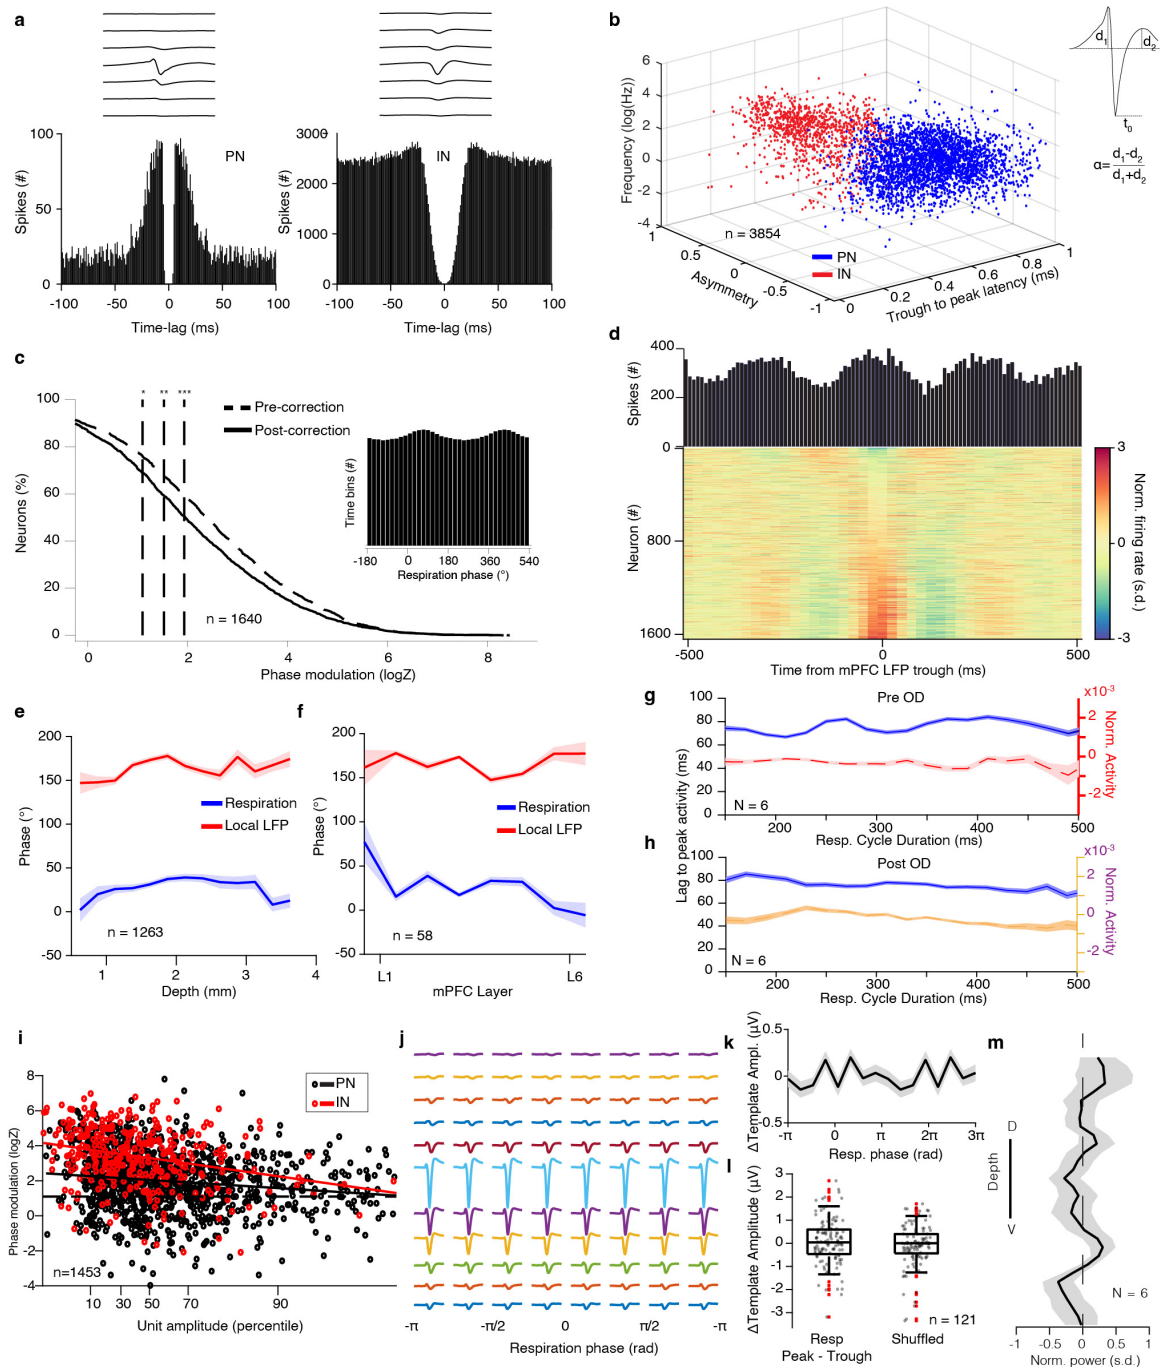 a
PN
Spikes (#)
100
50
0
-100 -50 0 50 100
Time-lag (ms)
IN
Spikes (#)
3000
2000
1000
0
-100 -50 0 50 100
Time-lag (ms)
b
Frequency (log(Hz))
6
4
2
0
-2
-4
1
0.5
0
-0.5
-1
Asymmetry
0
0.2
0.4
0.6
0.8
1
Trough to peak latency (ms)
n = 3854
PN
IN
d1
d2
t0
α= d1-d2
d1+d2
c
Neurons (%)
100
80
60
40
20
0
* ** ***
Pre-correction
Post-correction
n = 1640
0 2 4 6 8
Phase modulation (logZ)
Time bins (#)
-180 0 180 360 540
Respiration phase (°)
d
Spikes (#)
400
200
0
Neuron (#)
0
800
1600
-500 0 500
Time from mPFC LFP trough (ms)
3
0
-3
Norm. firing rate (s.d.)
e
Phase (°)
200
150
100
50
0
-50
Respiration
Local LFP
n = 1263
1 2 3 4
Depth (mm)
f
Phase (°)
200
150
100
50
0
-50
Respiration
Local LFP
n = 58
L1 L6
mPFC Layer
g
Pre OD
100
80
60
40
20
0
N = 6
200 300 400 500
Resp. Cycle Duration (ms)
x10-3
2
0
-2
Norm. Activity
Lag to peak activity (ms)
h
Post OD
100
80
60
40
20
0
N = 6
200 300 400 500
Resp. Cycle Duration (ms)
x10-3
2
0
-2
Norm. Activity
i
Phase modulation (logZ)
8
6
4
2
0
-2
-4
PN
IN
n=1453
10 30 50 70 90
Unit amplitude (percentile)
j
-π -π/2 0 π/2 -π
Respiration phase (rad)
k
ΔTemplate Ampl. (µV)
0.5
0
-0.5
-π 0 π 2π 3π
Resp. phase (rad)
l
ΔTemplate Amplitude (µV)
3
2
1
0
-1
-2
-3
n = 121
Resp Shuffled
Peak - Trough
m
D
Depth
V
N = 6
-1 -0.5 0 0.5 1
Norm. power (s.d.)